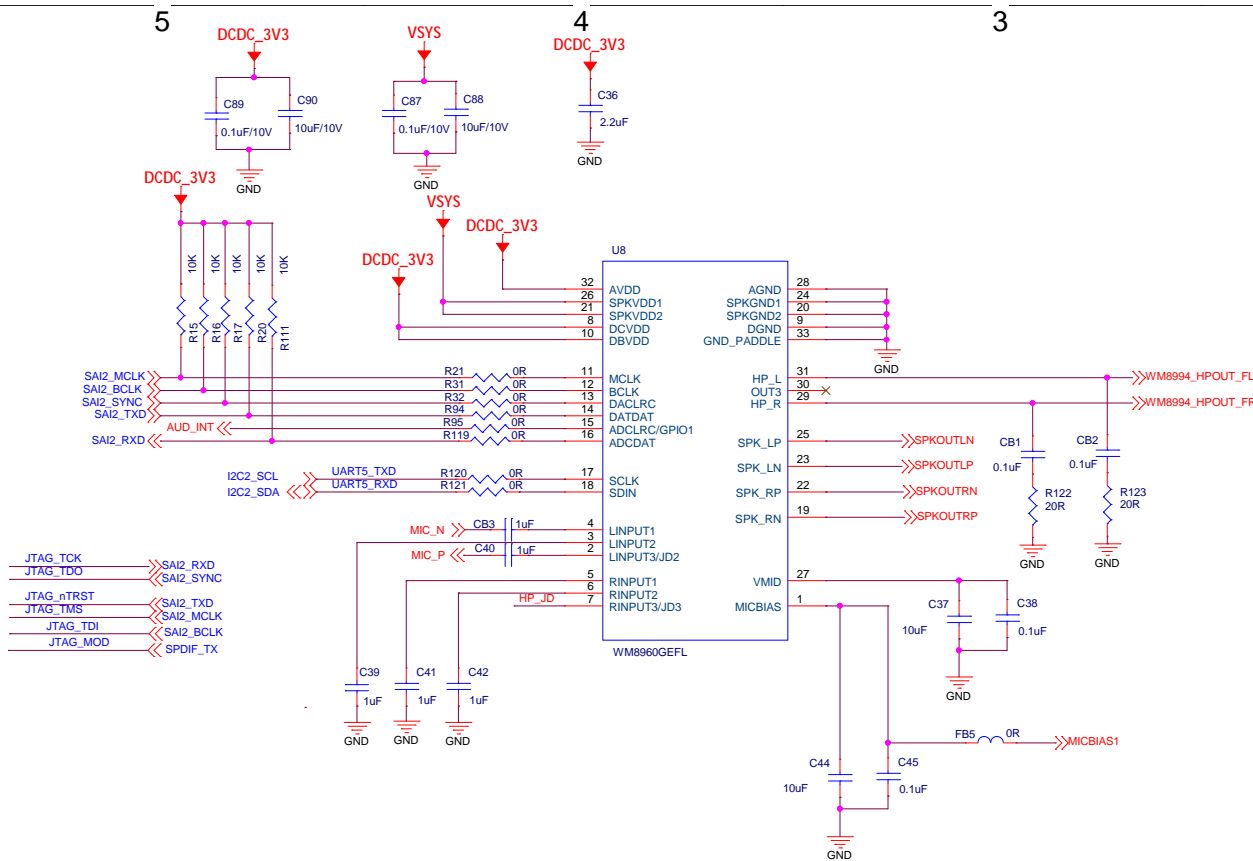 5
4
3
DCDC_3V3
VSYS
DCDC_3V3
C89
0.1uF/10V
C90
10uF/10V
GND
C87
0.1uF/10V
C88
10uF/10V
GND
C36
2.2uF
GND
DCDC_3V3
VSYS
DCDC_3V3
DCDC_3V3
10K
10K
10K
10K
10K
R15
R16
R17
R20
R111
U8
32 AVDD
26 SPKVDD1
21 SPKVDD2
8 DCVDD
10 DBVDD
AGND 28
SPKGND1 24
SPKGND2 20
DGND 9
GND_PADDLE 33
GND
SAI2_MCLK R21 0R 11 MCLK
SAI2_BCLK R31 0R 12 BCLK
SAI2_SYNC R32 0R 13 DACLRC
SAI2_TXD R94 0R 14 DATDAT
AUD_INT R95 0R 15 ADCLRC/GPIO1
SAI2_RXD R119 0R 16 ADCDAT
I2C2_SCL UART5_TXD R120 0R 17 SCLK
I2C2_SDA UART5_RXD R121 0R 18 SDIN
MIC_N CB3 1uF 4 LINPUT1
3 LINPUT2
MIC_P C40 1uF 2 LINPUT3/JD2
5 RINPUT1
6 RINPUT2
HP_JD 7 RINPUT3/JD3
HP_L 31 WM8994_HPOUT_FL
OUT3 30
HP_R 29 WM8994_HPOUT_FR
SPK_LP 25 SPKOUTLN
SPK_LN 23 SPKOUTLP
SPK_RP 22 SPKOUTRN
SPK_RN 19 SPKOUTRP
VMID 27
MICBIAS 1
WM8960GEFL
CB1
0.1uF
R122
20R
GND
CB2
0.1uF
R123
20R
GND
JTAG_TCK SAI2_RXD
JTAG_TDO SAI2_SYNC
JTAG_nTRST SAI2_TXD
JTAG_TMS SAI2_MCLK
JTAG_TDI SAI2_BCLK
JTAG_MOD SPDIF_TX
C39
1uF
GND
C41
1uF
GND
C42
1uF
GND
C37
10uF
C38
0.1uF
GND
FB5 0R MICBIAS1
C44
10uF
C45
0.1uF
GND